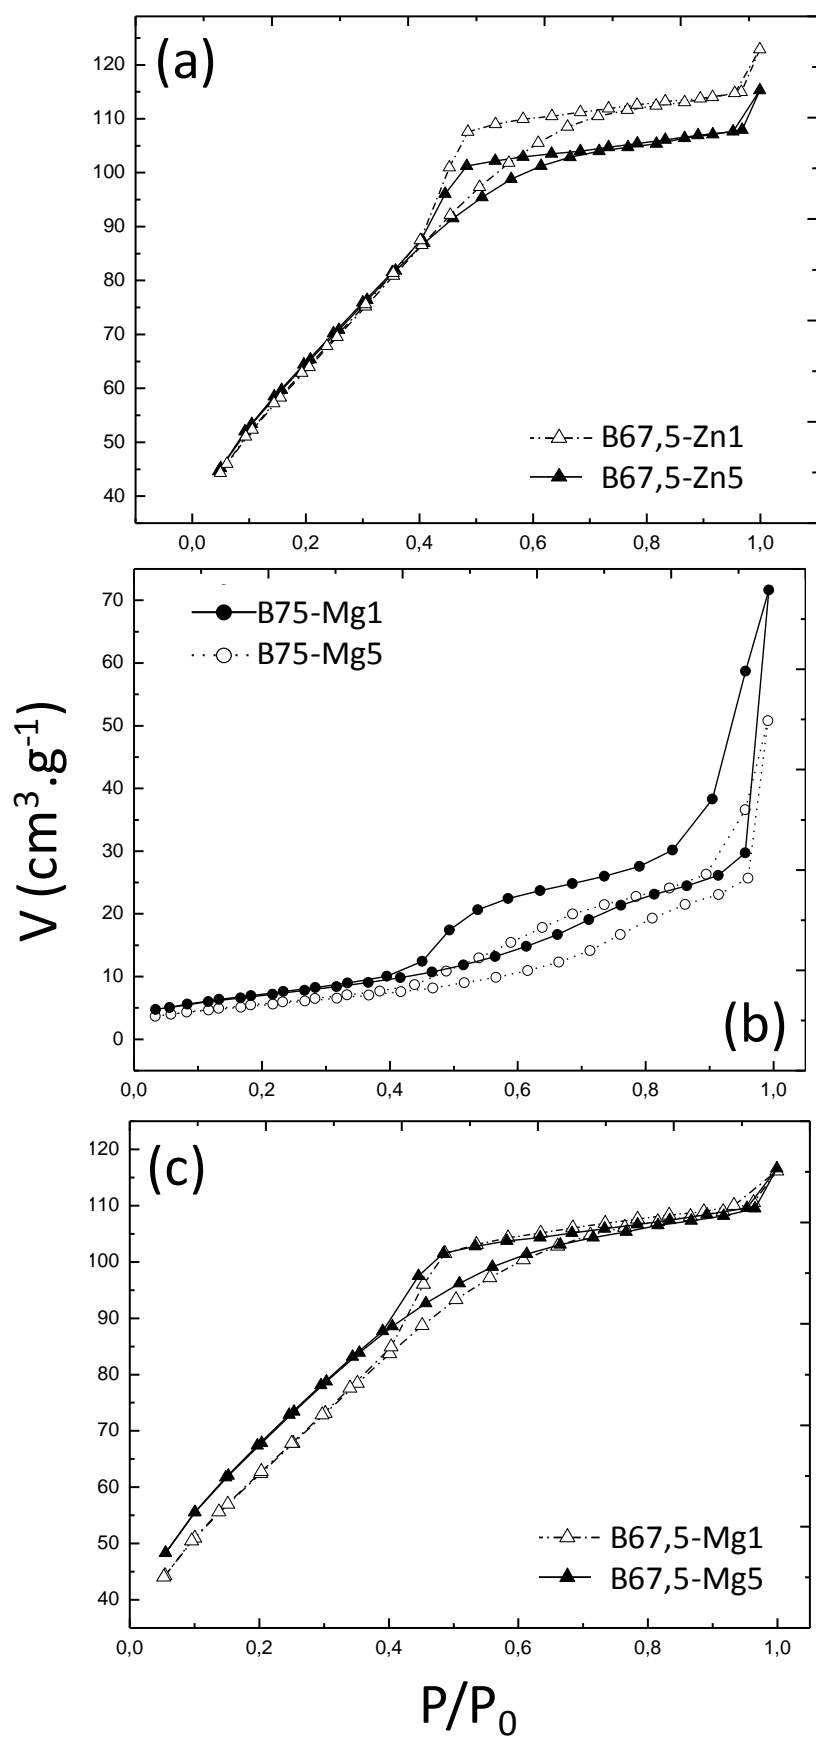 (a)
120
110
100
90
80
70
60
50
40
B67,5-Zn1
B67,5-Zn5
0,0 0,2 0,4 0,6 0,8 1,0
70
60
50
40
30
20
10
0
B75-Mg1
B75-Mg5
(b)
0,0 0,2 0,4 0,6 0,8 1,0
V (cm³.g⁻¹)
(c)
120
110
100
90
80
70
60
50
40
B67,5-Mg1
B67,5-Mg5
0,0 0,2 0,4 0,6 0,8 1,0
P/P₀